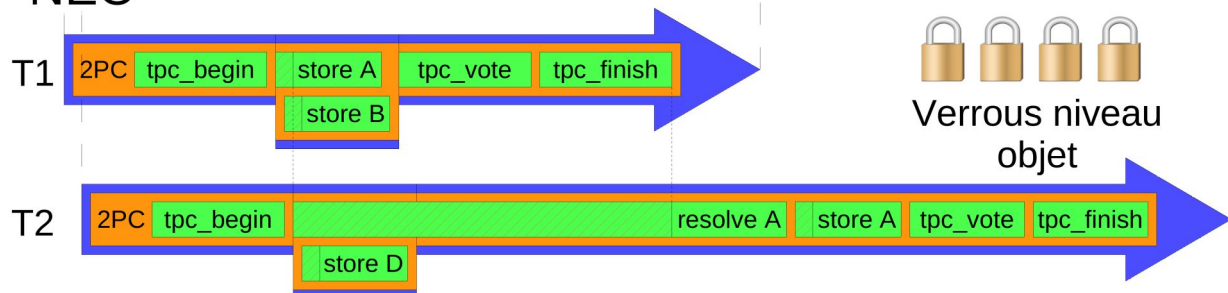 T1
2PC
tpc_begin
store A
tpc_vote
tpc_finish
store B
Verrous niveau
objet
T2
2PC
tpc_begin
resolve A
store A
tpc_vote
tpc_finish
store D